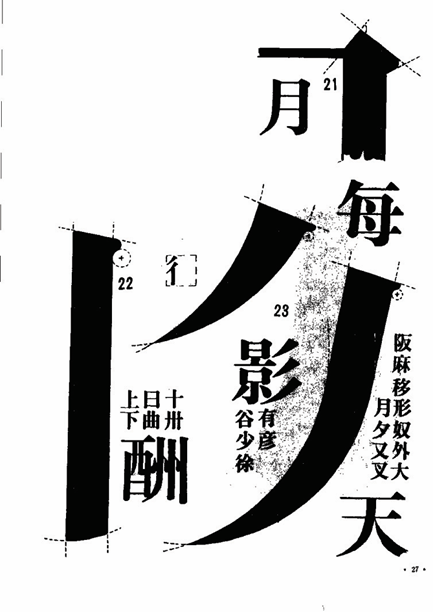 21
月
每
22
彳
23
影
有彦
谷少徐
阪麻移形奴外大
月夕又叉
天
十卅
日曲
上下
酬
· 27 ·